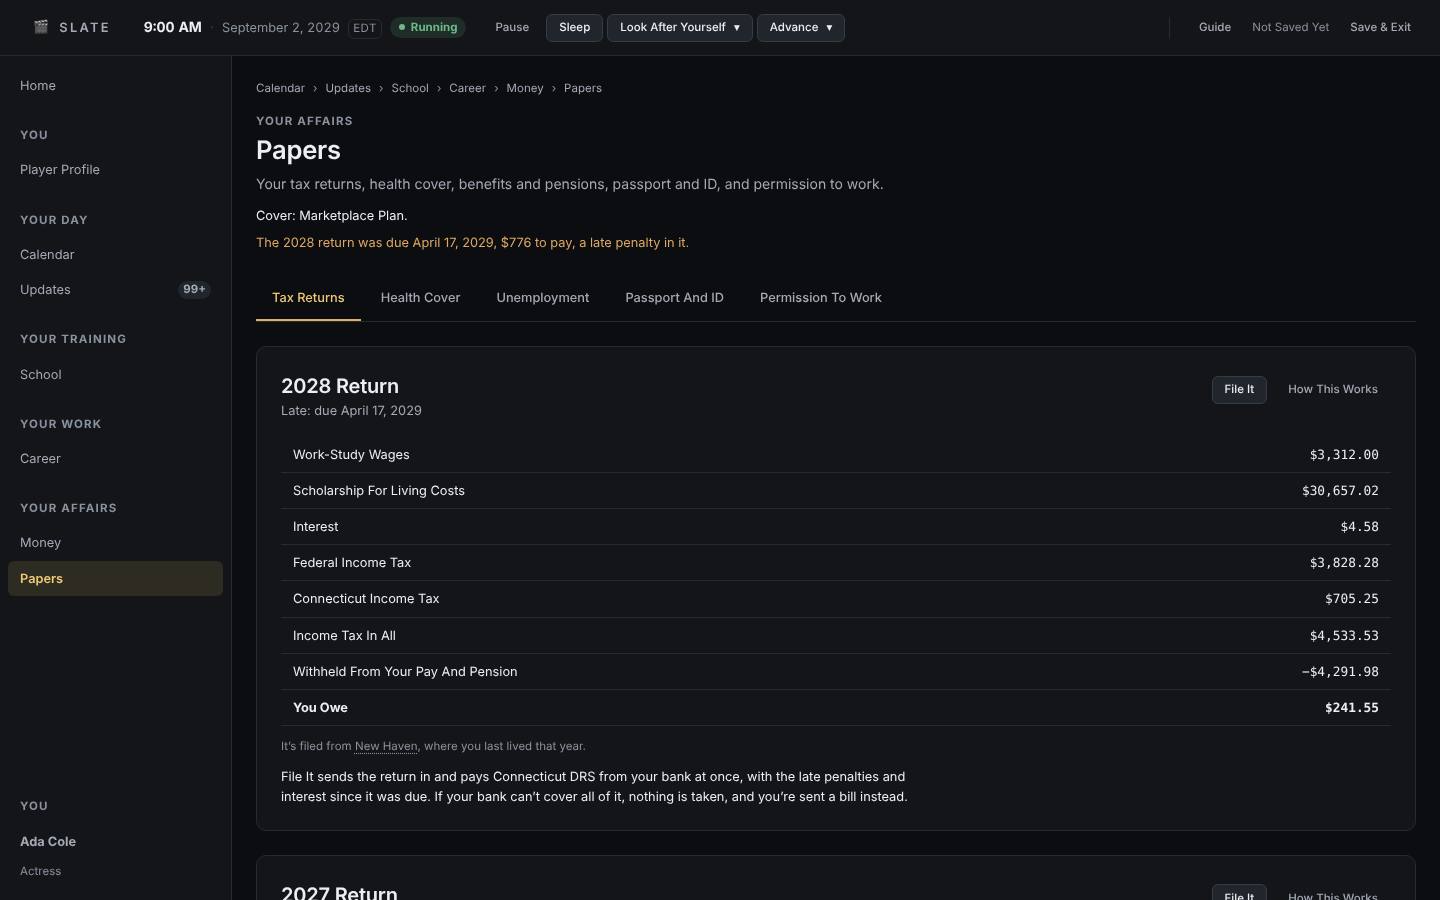 SLATE
9:00 AM · September 2, 2029 EDT Running
Pause
Sleep
Look After Yourself ▾
Advance ▾
Guide
Not Saved Yet
Save & Exit
Home
YOU
Player Profile
YOUR DAY
Calendar
Updates 99+
YOUR TRAINING
School
YOUR WORK
Career
YOUR AFFAIRS
Money
Papers
YOU
Ada Cole
Actress
Calendar › Updates › School › Career › Money › Papers
YOUR AFFAIRS
Papers
Your tax returns, health cover, benefits and pensions, passport and ID, and permission to work.
Cover: Marketplace Plan.
The 2028 return was due April 17, 2029, $776 to pay, a late penalty in it.
Tax Returns
Health Cover
Unemployment
Passport And ID
Permission To Work
2028 Return
Late: due April 17, 2029
File It
How This Works
Work-Study Wages $3,312.00
Scholarship For Living Costs $30,657.02
Interest $4.58
Federal Income Tax $3,828.28
Connecticut Income Tax $705.25
Income Tax In All $4,533.53
Withheld From Your Pay And Pension −$4,291.98
You Owe $241.55
It's filed from New Haven, where you last lived that year.
File It sends the return in and pays Connecticut DRS from your bank at once, with the late penalties and
interest since it was due. If your bank can't cover all of it, nothing is taken, and you're sent a bill instead.
2027 Return
File It
How This Works